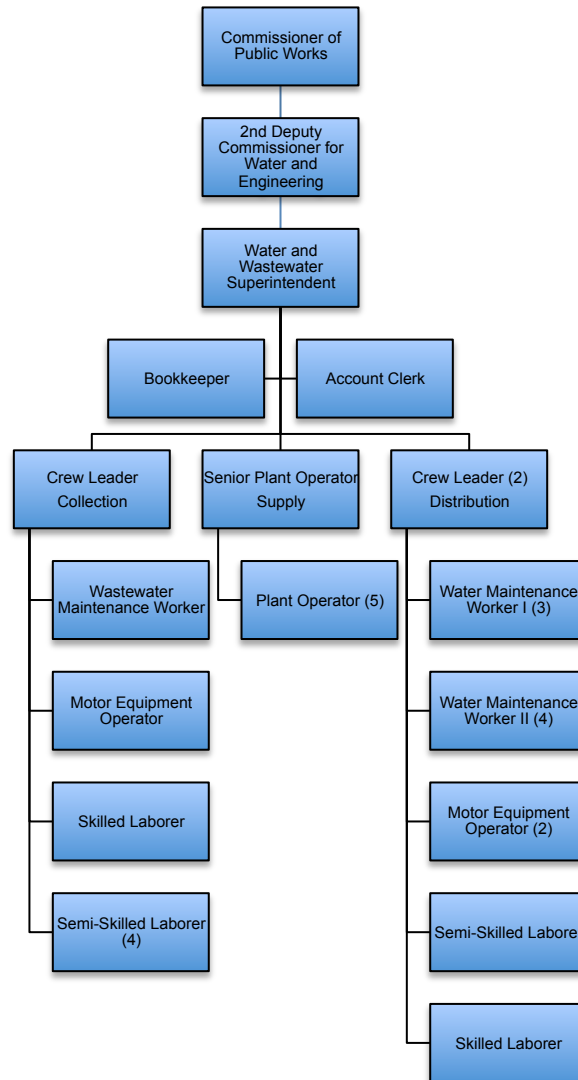 Commissioner of
Public Works
2nd Deputy
Commissioner for
Water and
Engineering
Water and
Wastewater
Superintendent
Bookkeeper
Account Clerk
Crew Leader
Collection
Senior Plant Operator
Supply
Crew Leader (2)
Distribution
Wastewater
Maintenance Worker
Plant Operator (5)
Water Maintenance
Worker I (3)
Motor Equipment
Operator
Water Maintenance
Worker II (4)
Skilled Laborer
Motor Equipment
Operator (2)
Semi-Skilled Laborer
(4)
Semi-Skilled Labore
Skilled Laborer